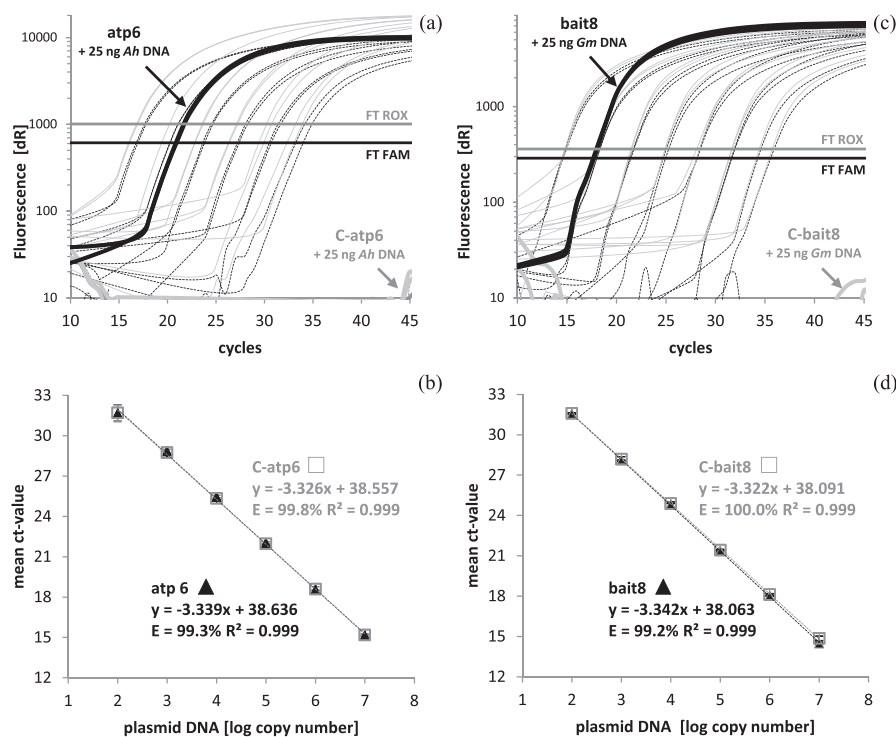 (a)
10000
1000
100
10
Fluorescence [dR]
atp6
+ 25 ng Ah DNA
FT ROX
FT FAM
C-atp6
+ 25 ng Ah DNA
10 15 20 25 30 35 40 45
cycles
(c)
1000
100
10
Fluorescence [dR]
bait8
+ 25 ng Gm DNA
FT ROX
FT FAM
C-bait8
+ 25 ng Gm DNA
10 15 20 25 30 35 40 45
cycles
(b)
33
30
27
24
21
18
15
12
mean ct-value
C-atp6
y = -3.326x + 38.557
E = 99.8% R² = 0.999
atp 6
y = -3.339x + 38.636
E = 99.3% R² = 0.999
1 2 3 4 5 6 7 8
plasmid DNA [log copy number]
(d)
33
30
27
24
21
18
15
12
mean ct-value
C-bait8
y = -3.322x + 38.091
E = 100.0% R² = 0.999
bait8
y = -3.342x + 38.063
E = 99.2% R² = 0.999
1 2 3 4 5 6 7 8
plasmid DNA [log copy number]